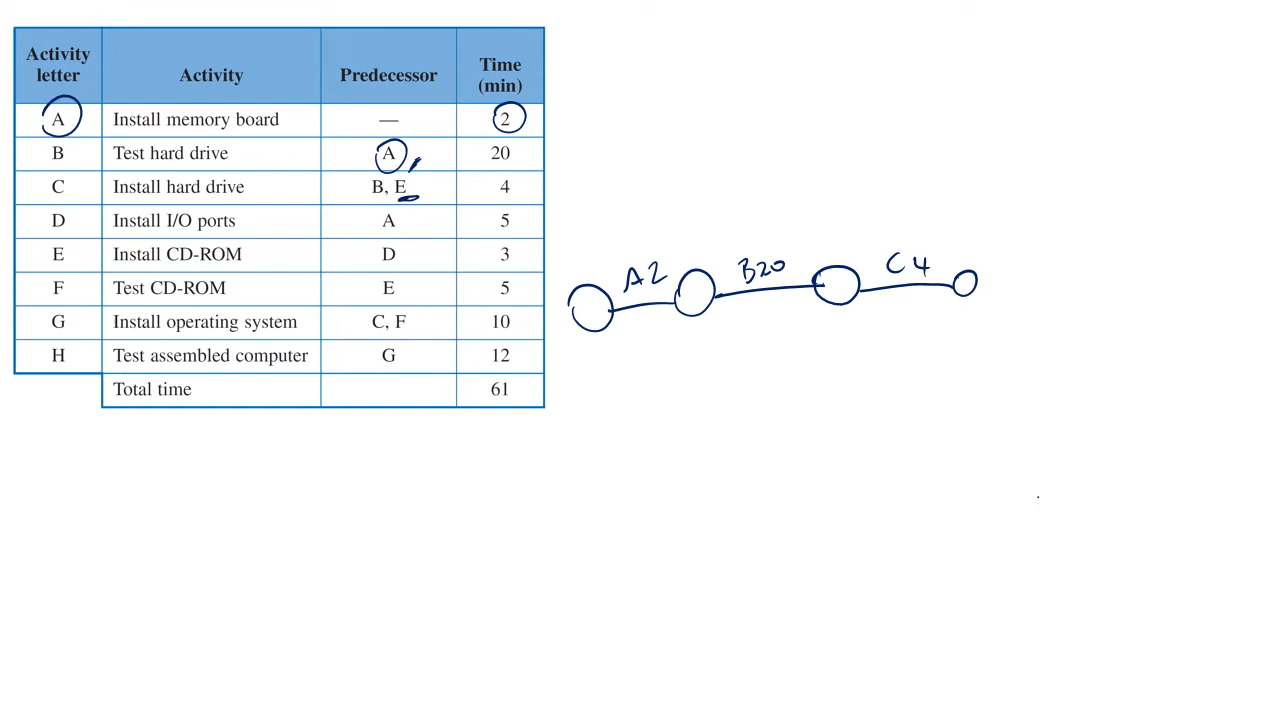 Activity letter Activity Predecessor Time (min)
A Install memory board — 2
B Test hard drive A 20
C Install hard drive B, E 4
D Install I/O ports A 5
E Install CD-ROM D 3
F Test CD-ROM E 5
G Install operating system C, F 10
H Test assembled computer G 12
Total time 61
A2 B20 C4